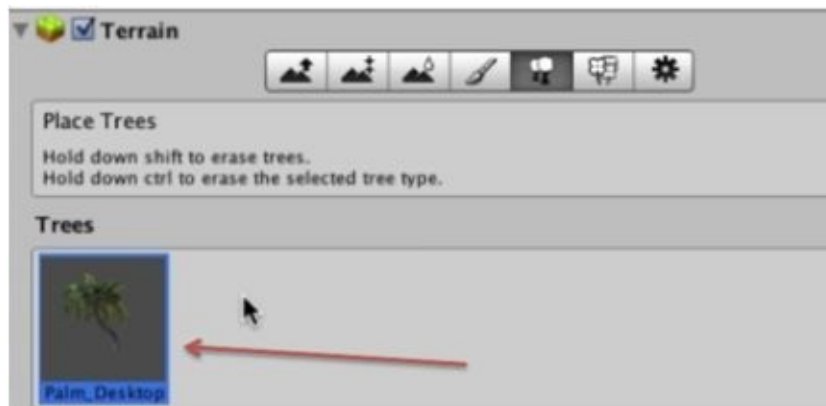 Terrain
Place Trees
Hold down shift to erase trees.
Hold down ctrl to erase the selected tree type.
Trees
Palm_Desktop